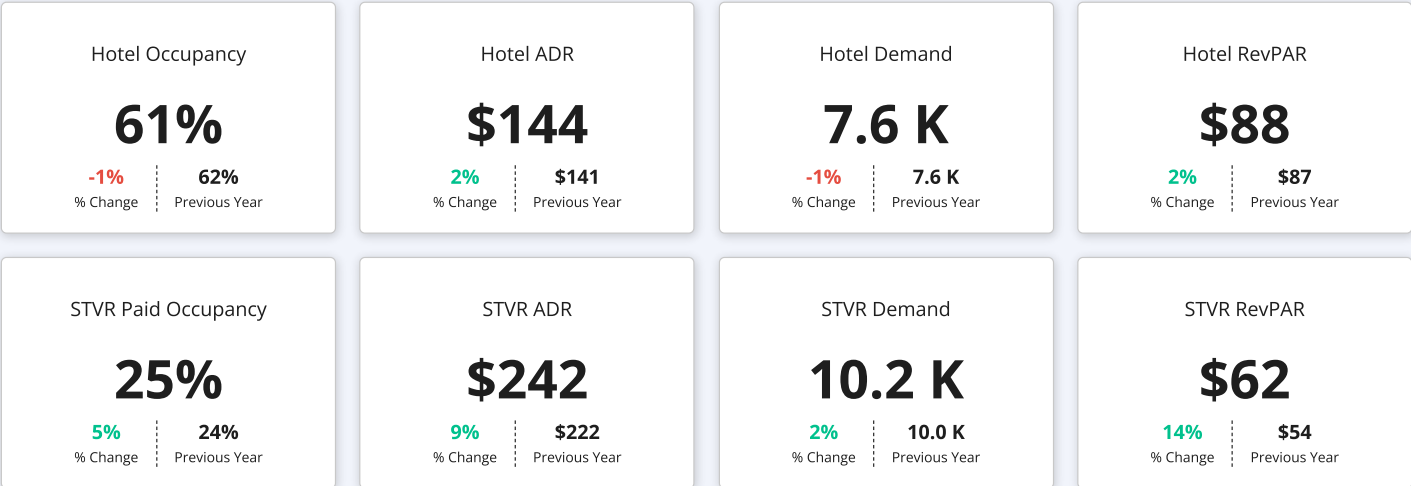 Hotel Occupancy
61%
-1%
62%
% Change
Previous Year
Hotel ADR
$144
2%
$141
% Change
Previous Year
Hotel Demand
7.6 K
-1%
7.6 K
% Change
Previous Year
Hotel RevPAR
$88
2%
$87
% Change
Previous Year
STVR Paid Occupancy
25%
5%
24%
% Change
Previous Year
STVR ADR
$242
9%
$222
% Change
Previous Year
STVR Demand
10.2 K
2%
10.0 K
% Change
Previous Year
STVR RevPAR
$62
14%
$54
% Change
Previous Year